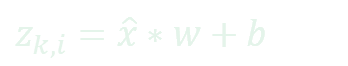 z_{k,i} = x̂ * w + b